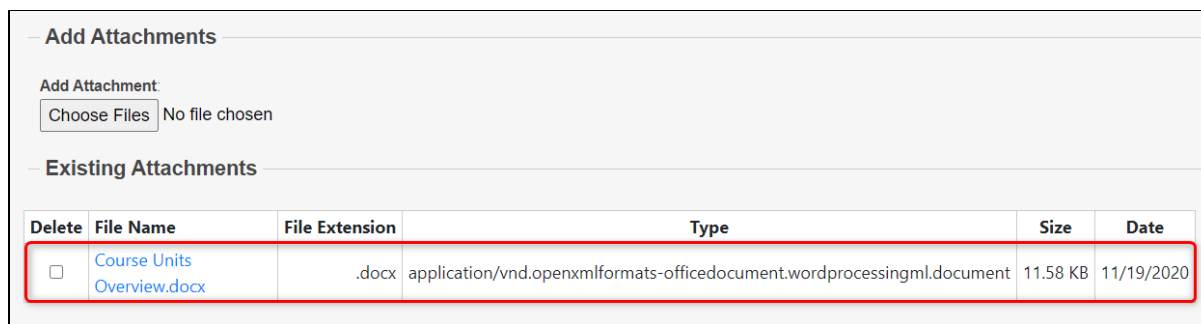 Add Attachments
Add Attachment:
Choose Files No file chosen
Existing Attachments
Delete File Name File Extension Type Size Date
Course Units
Overview.docx .docx application/vnd.openxmlformats-officedocument.wordprocessingml.document 11.58 KB 11/19/2020